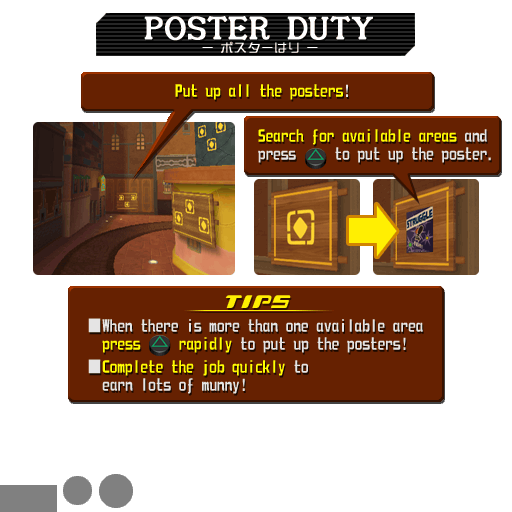 POSTER DUTY
— ポスターはり —
Put up all the posters!
Search for available areas and
press △ to put up the poster.
STRUGGLE
TIPS
■When there is more than one available area
press △ rapidly to put up the posters!
■Complete the job quickly to
earn lots of munny!